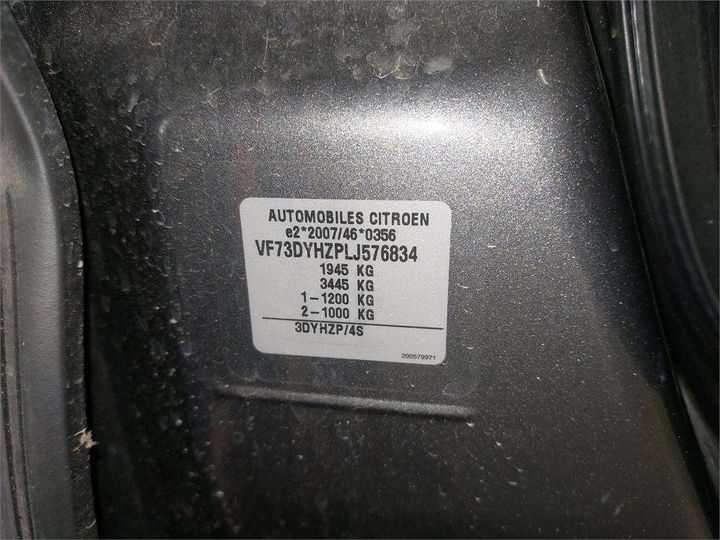 AUTOMOBILES CITROEN
e2*2007/46*0356
VF73DYHZPLJ576834
1945 KG
3445 KG
1-1200 KG
2-1000 KG
3DYHZP/4S
200579971